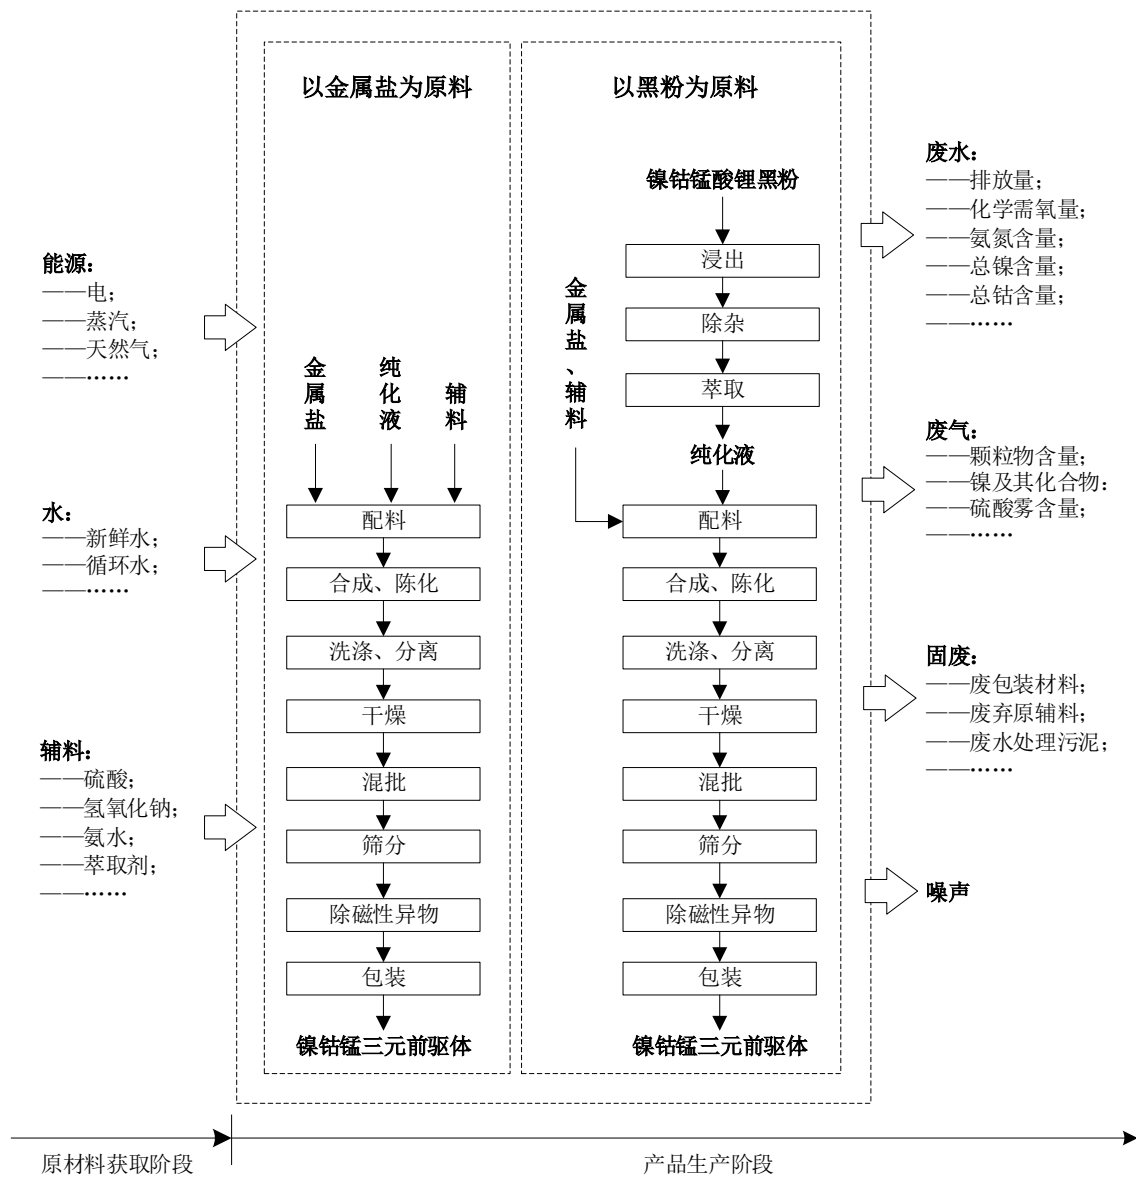 以金属盐为原料
以黑粉为原料
能源：
——电；
——蒸汽；
——天然气；
——······
水：
——新鲜水；
——循环水；
——······
辅料：
——硫酸；
——氢氧化钠；
——氨水；
——萃取剂；
——······
金属盐
纯化液
辅料
配料
合成、陈化
洗涤、分离
干燥
混批
筛分
除磁性异物
包装
镍钴锰三元前驱体
镍钴锰酸锂黑粉
浸出
除杂
萃取
纯化液
金属盐、辅料
配料
合成、陈化
洗涤、分离
干燥
混批
筛分
除磁性异物
包装
镍钴锰三元前驱体
废水：
——排放量；
——化学需氧量；
——氨氮含量；
——总镍含量；
——总钴含量；
——······
废气：
——颗粒物含量；
——镍及其化合物：
——硫酸雾含量；
——······
固废：
——废包装材料；
——废弃原辅料；
——废水处理污泥；
——······
噪声
原材料获取阶段
产品生产阶段